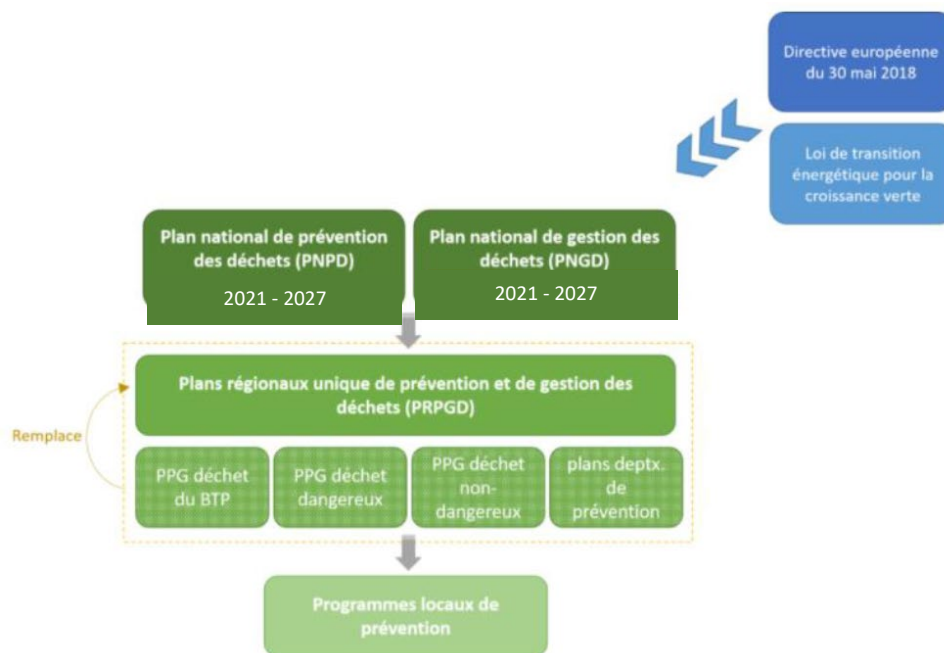 Directive européenne
du 30 mai 2018
Loi de transition
énergétique pour la
croissance verte
Plan national de prévention
des déchets (PNPD)
2021 - 2027
Plan national de gestion des
déchets (PNGD)
2021 - 2027
Plans régionaux unique de prévention et de gestion des
déchets (PRPGD)
Remplace
PPG déchet
du BTP
PPG déchet
dangereux
PPG déchet
non-
dangereux
plans deptx.
de
prévention
Programmes locaux de
prévention